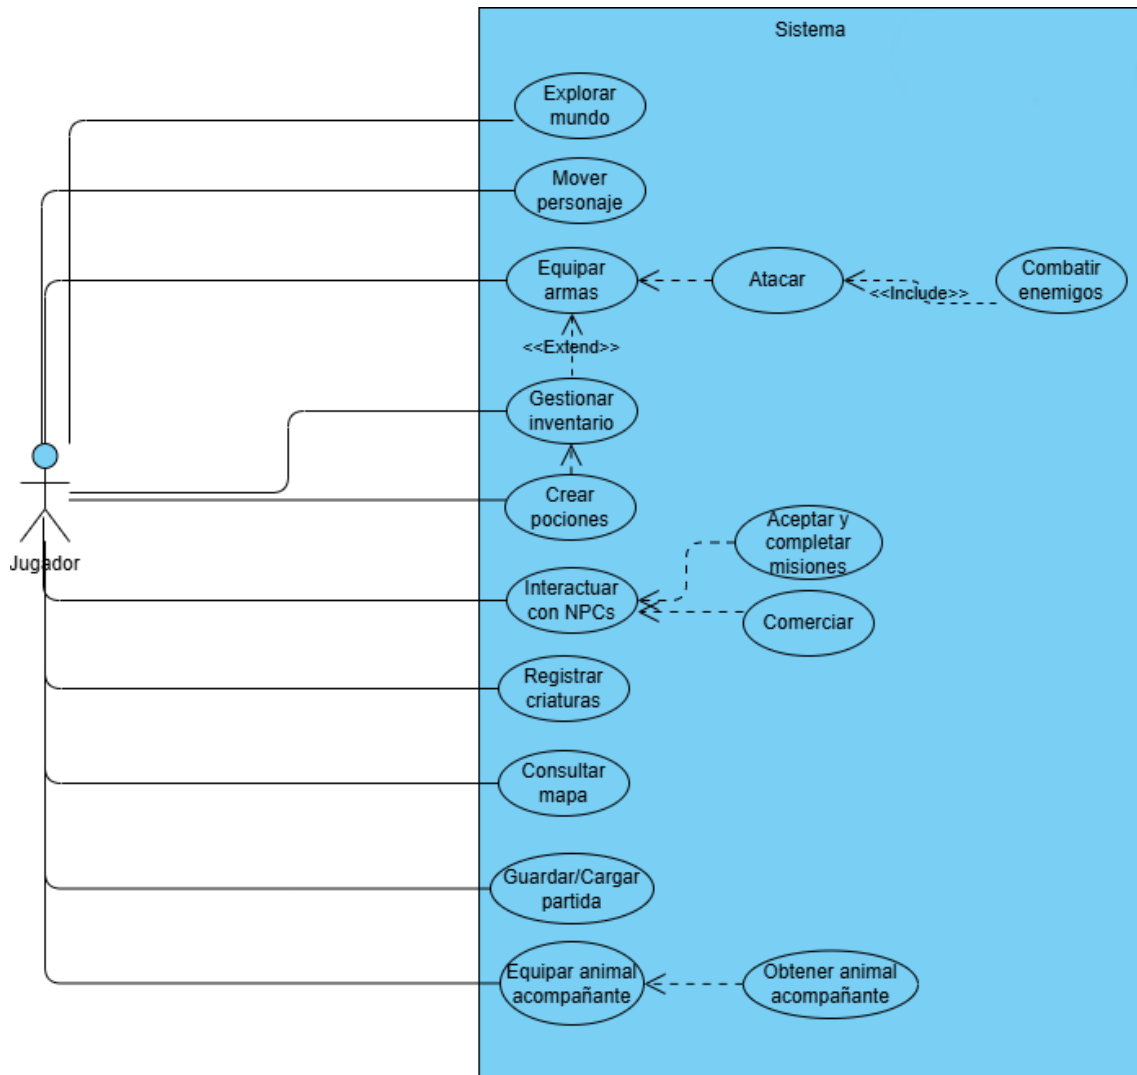 Sistema
Explorar
mundo
Mover
personaje
Equipar
armas
Atacar
Combatir
enemigos
<<Include>>
<<Extend>>
Gestionar
inventario
Crear
pociones
Jugador
Aceptar y
completar
misiones
Interactuar
con NPCs
Comerciar
Registrar
criaturas
Consultar
mapa
Guardar/Cargar
partida
Equipar animal
acompañante
Obtener animal
acompañante